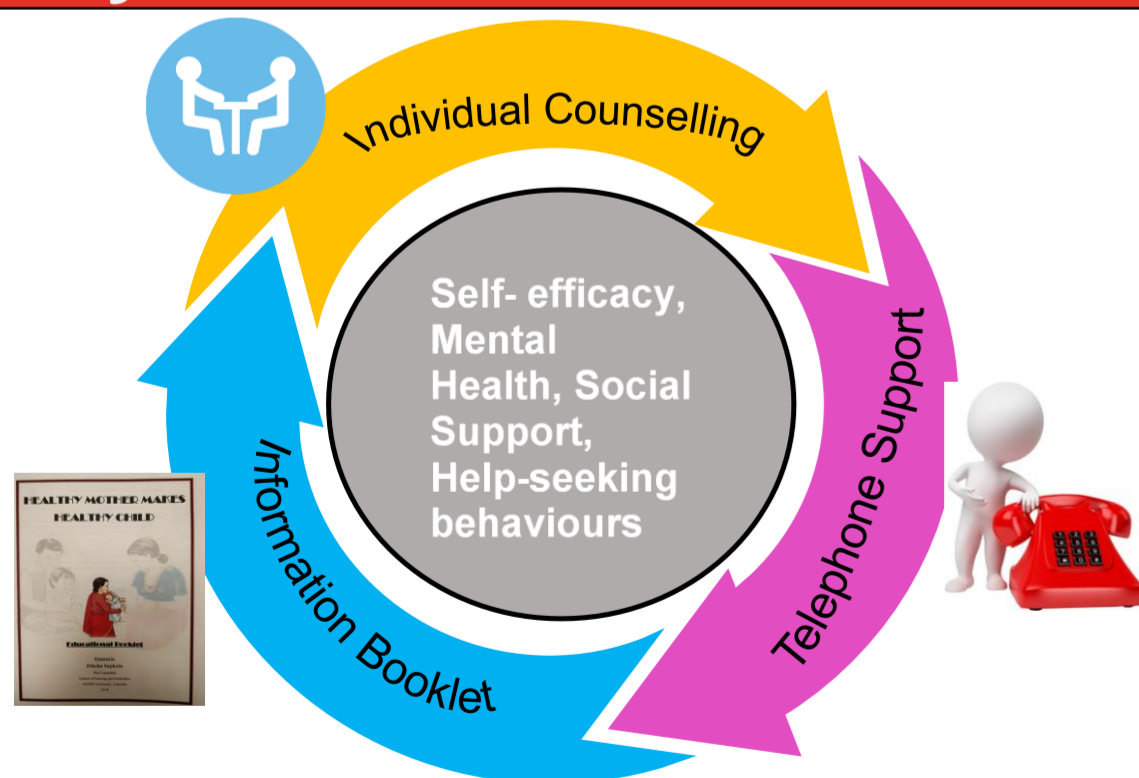 Individual Counselling
Self- efficacy,
Mental
Health, Social
Support,
Help-seeking
behaviours
Telephone Support
Information Booklet
HEALTHY MOTHER MAKES
HEALTHY CHILD
Educational Booklet